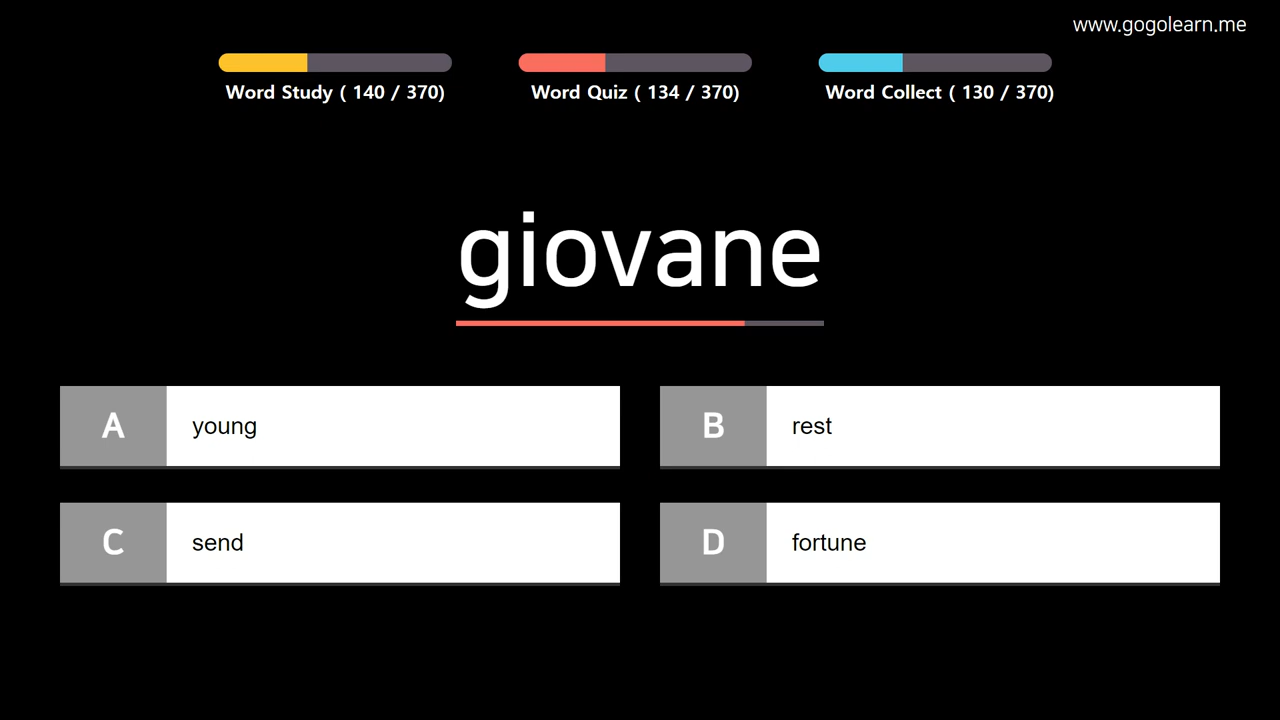 www.gogolearn.me
Word Study ( 140 / 370)
Word Quiz ( 134 / 370)
Word Collect ( 130 / 370)
giovane
A young
B rest
C send
D fortune